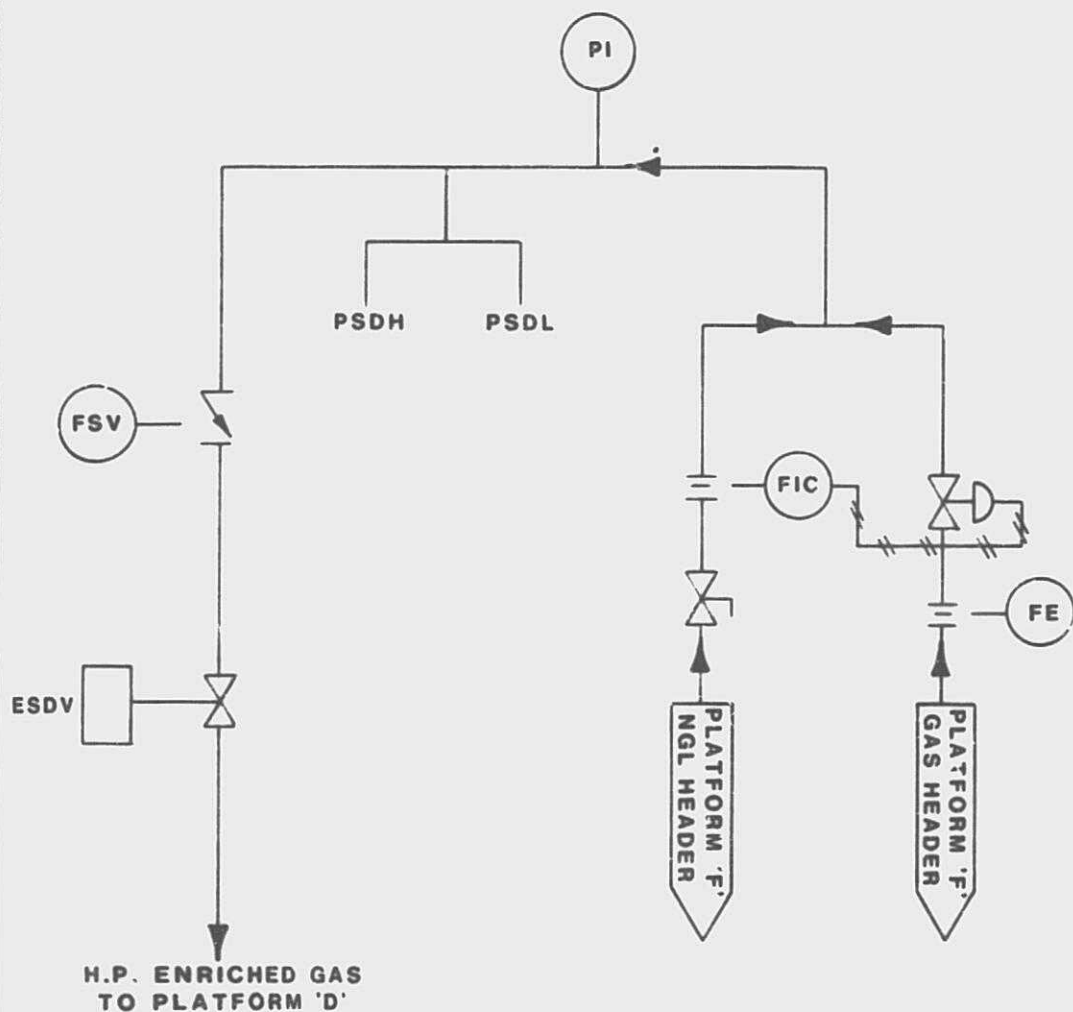 PI
PSDH
PSDL
FSV
FIC
FE
ESDV
PLATFORM 'F'
NGL HEADER
PLATFORM 'F'
GAS HEADER
H.P. ENRICHED GAS
TO PLATFORM 'D'